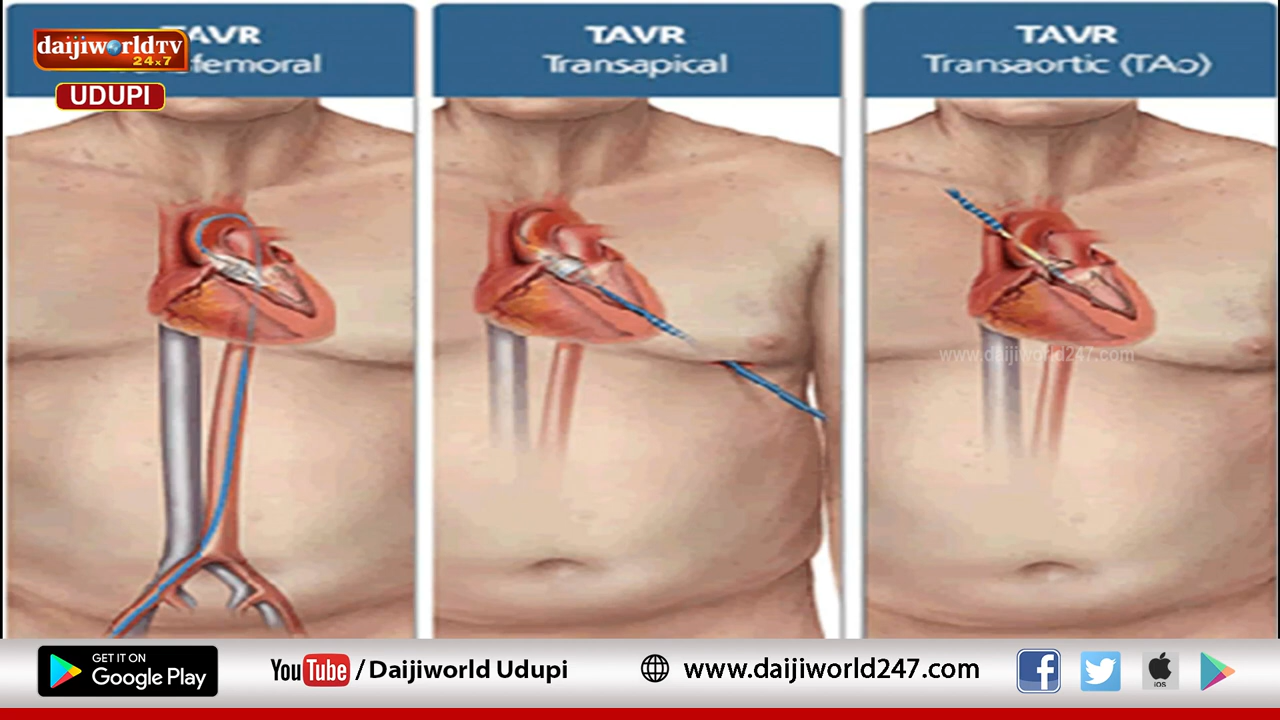 daijiworldTV
24x7
UDUPI
TAVR
femoral
TAVR
Transapical
TAVR
Transaortic (TAo)
www.daijiworld247.com
GET IT ON
Google Play
YouTube / Daijiworld Udupi
www.daijiworld247.com
iOS